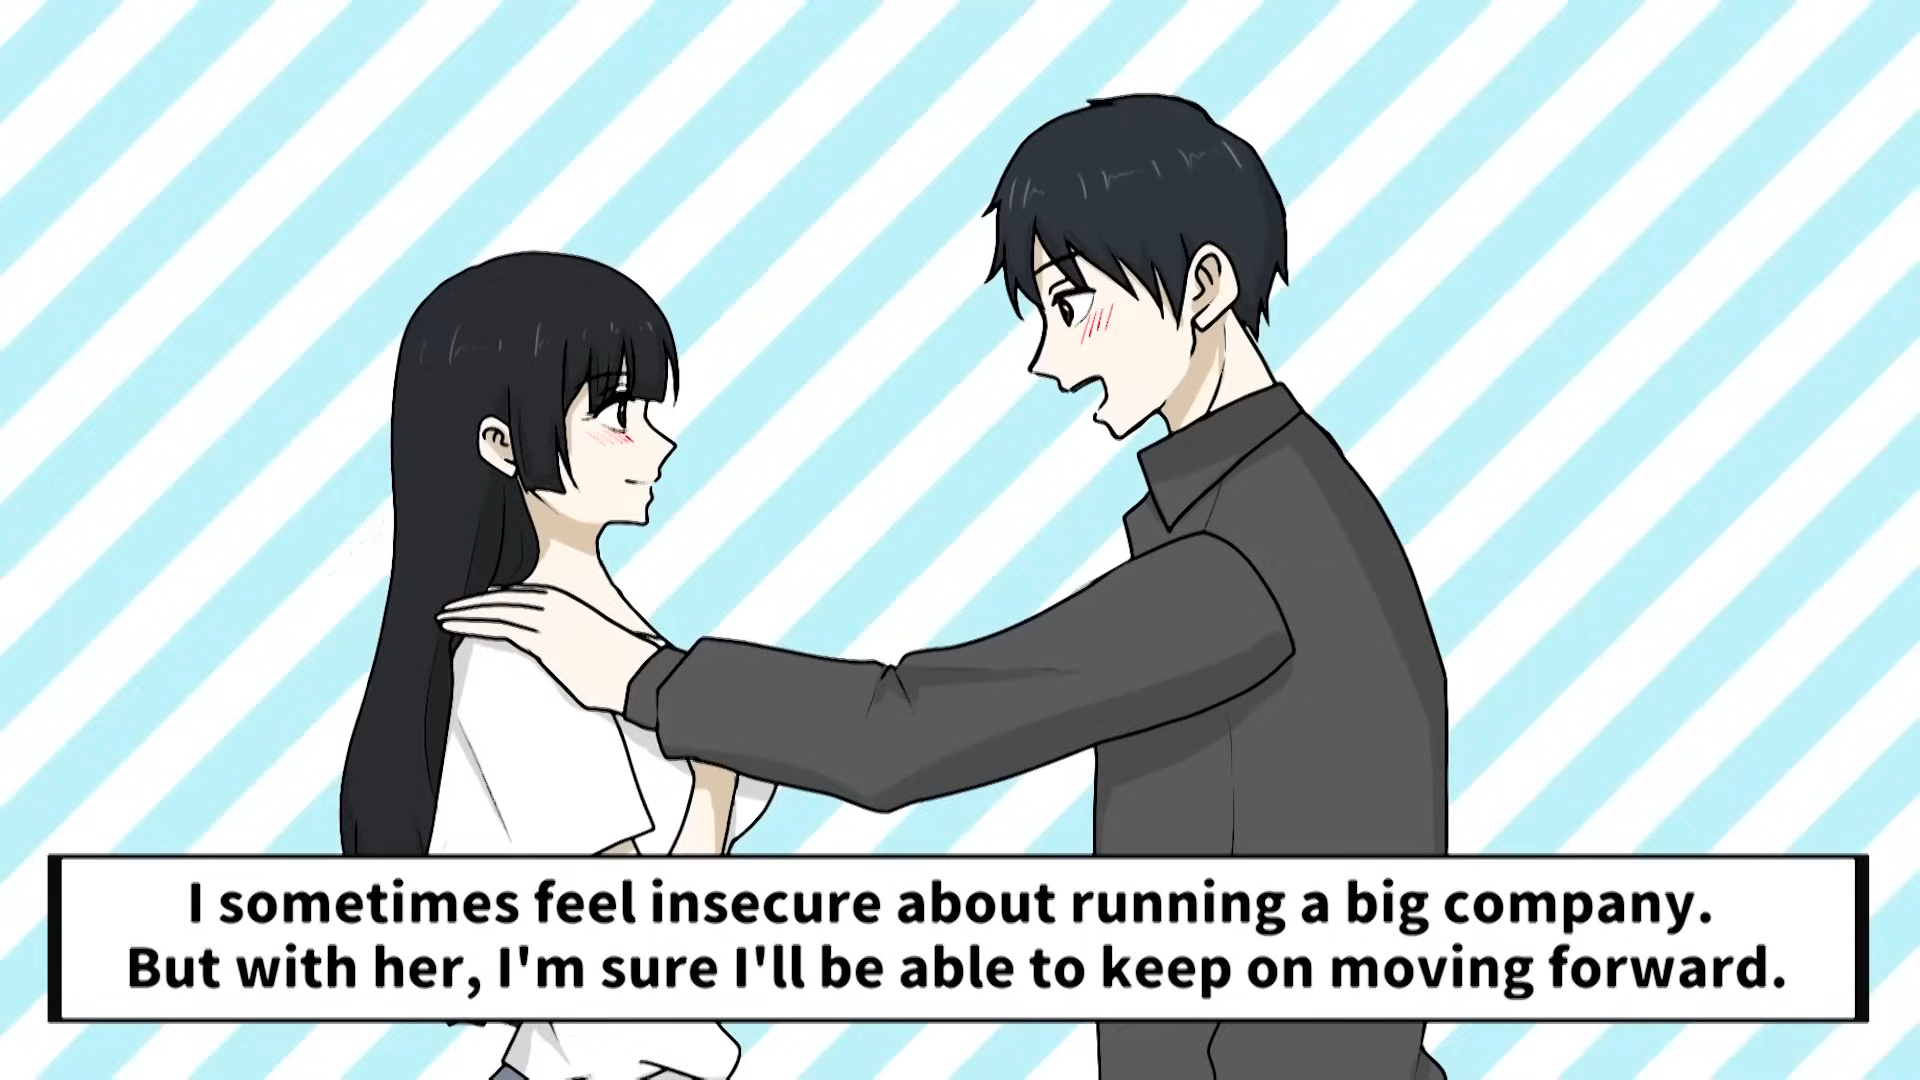 I sometimes feel insecure about running a big company.
But with her, I'm sure I'll be able to keep on moving forward.